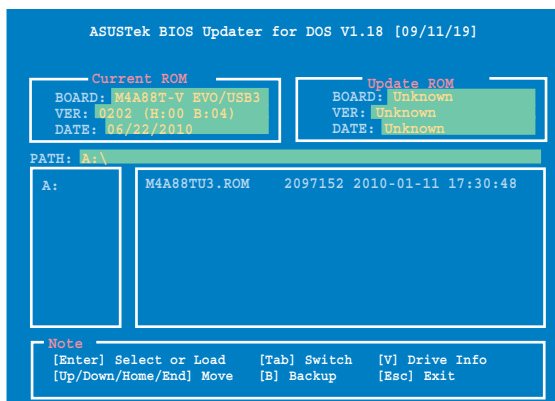 ASUSTek BIOS Updater for DOS V1.18 [09/11/19]
Current ROM
BOARD: M4A88T-V EVO/USB3
VER: 0202 (H:00 B:04)
DATE: 06/22/2010
Update ROM
BOARD: Unknown
VER: Unknown
DATE: Unknown
PATH: A:\
A:
M4A88TU3.ROM 2097152 2010-01-11 17:30:48
Note
[Enter] Select or Load [Tab] Switch [V] Drive Info
[Up/Down/Home/End] Move [B] Backup [Esc] Exit